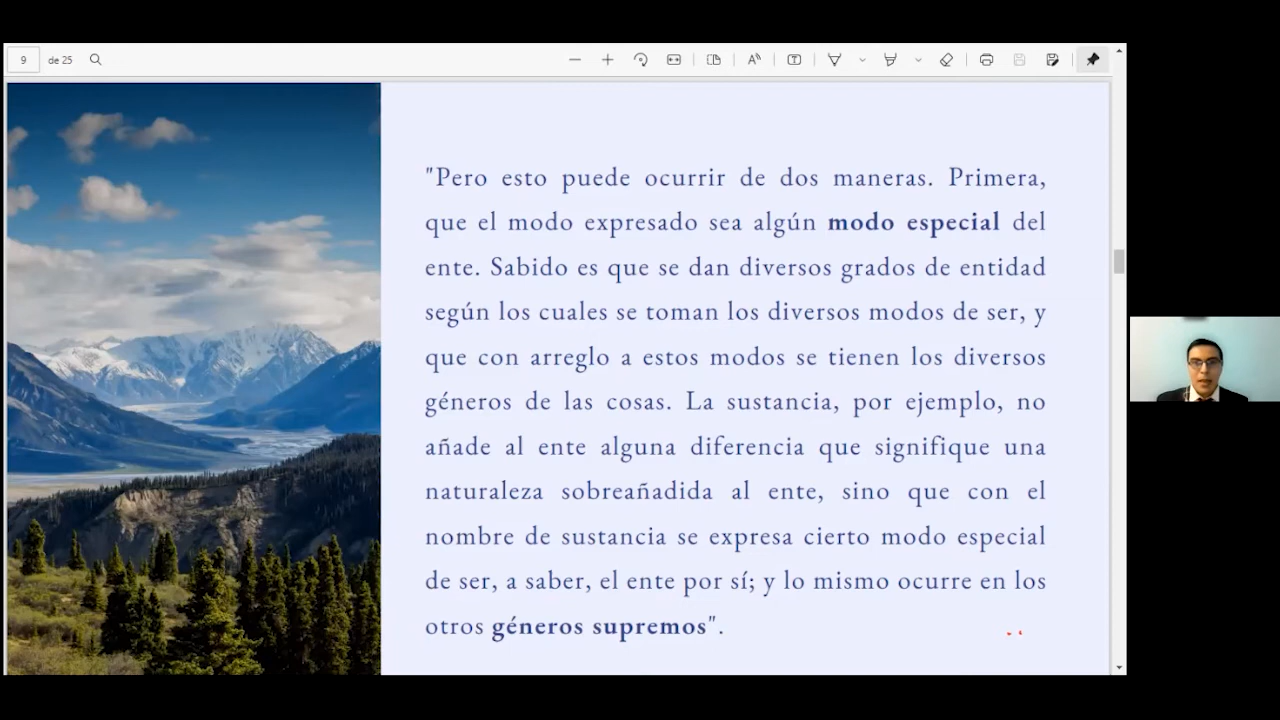 9 de 25
"Pero esto puede ocurrir de dos maneras. Primera,
que el modo expresado sea algún modo especial del
ente. Sabido es que se dan diversos grados de entidad
según los cuales se toman los diversos modos de ser, y
que con arreglo a estos modos se tienen los diversos
géneros de las cosas. La sustancia, por ejemplo, no
añade al ente alguna diferencia que signifique una
naturaleza sobreañadida al ente, sino que con el
nombre de sustancia se expresa cierto modo especial
de ser, a saber, el ente por sí; y lo mismo ocurre en los
otros géneros supremos".